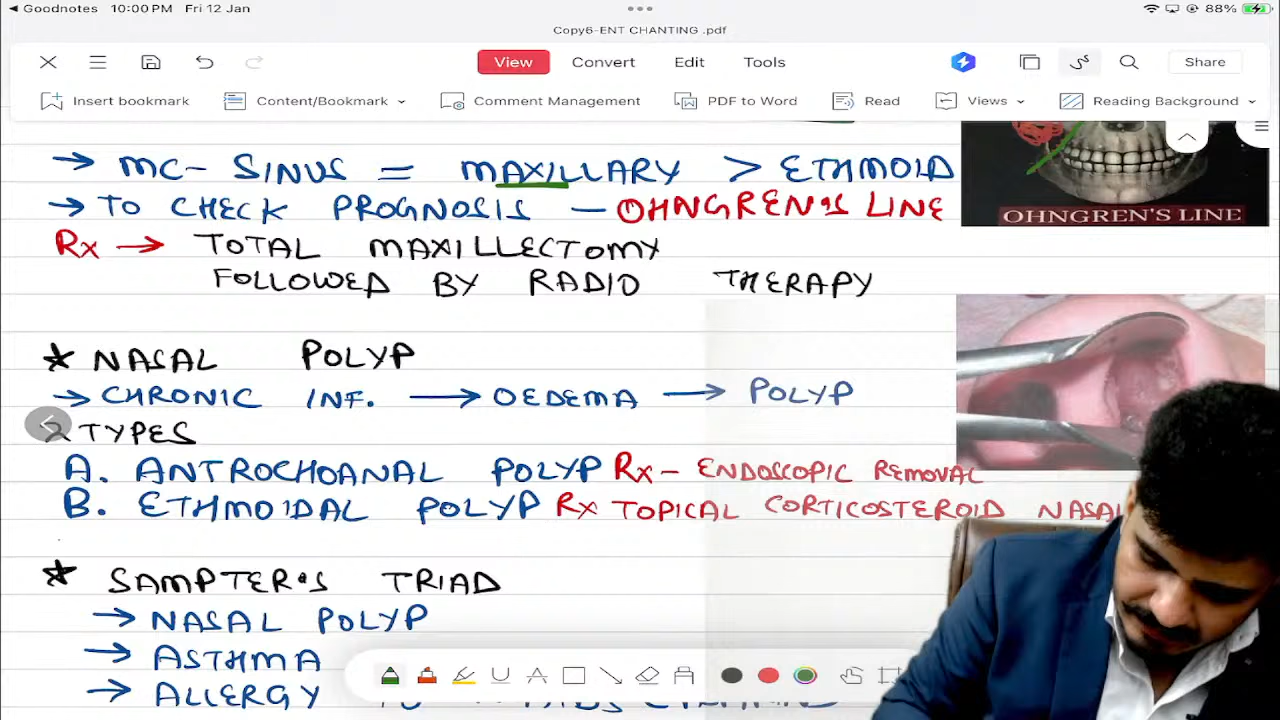 Goodnotes 10:00 PM Fri 12 Jan 88%
Copy6-ENT CHANTING .pdf
View Convert Edit Tools Share
Insert bookmark Content/Bookmark Comment Management PDF to Word Read Views Reading Background
→ MC- SINUS = MAXILLARY > ETHMOID
→ TO CHECK PROGNOSIS – OHNGREN'S LINE
OHNGREN'S LINE
Rx → TOTAL MAXILLECTOMY
FOLLOWED BY RADIO THERAPY
* NASAL POLYP
→ CHRONIC INF. → OEDEMA → POLYP
2 TYPES
A. ANTROCHOANAL POLYP Rx – ENDOSCOPIC REMOVAL
B. ETHMOIDAL POLYP Rx TOPICAL CORTICOSTEROID NASAL
* SAMPTER'S TRIAD
→ NASAL POLYP
→ ASTHMA
→ ALLERGY TO